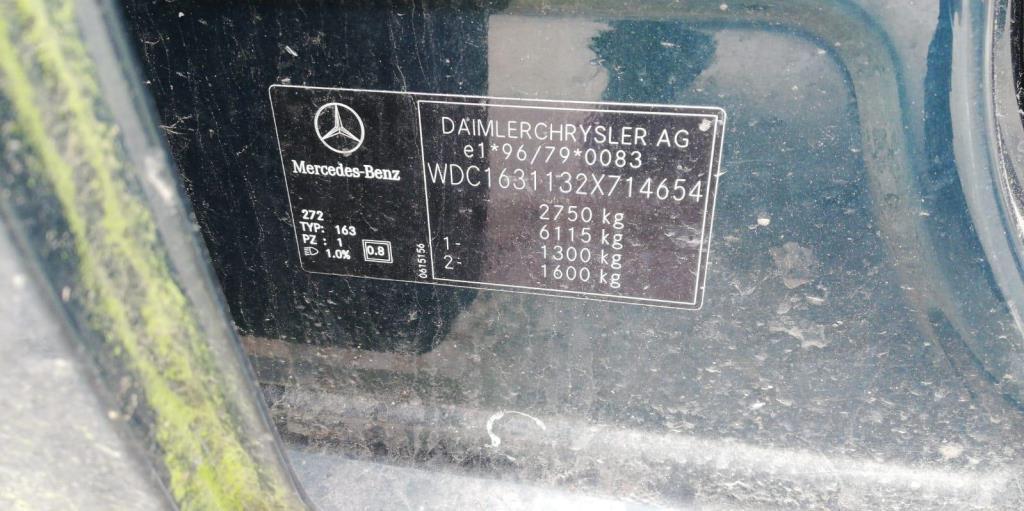 Mercedes-Benz
272
TYP: 163
PZ : 1
1.0% 0.8
0615156
DAIMLERCHRYSLER AG
e1*96/79*0083
WDC1631132X714654
2750 kg
6115 kg
1- 1300 kg
2- 1600 kg